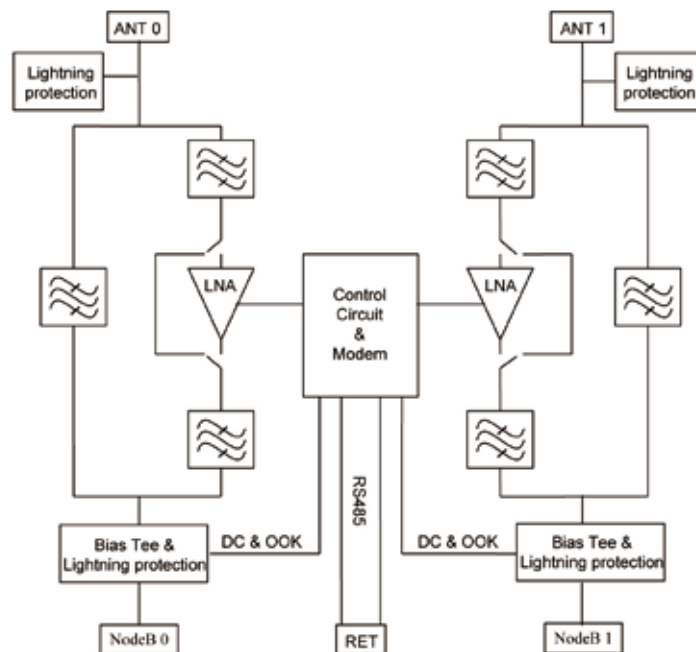 ANT 0
ANT 1
Lightning
protection
Lightning
protection
LNA
Control
Circuit
&
Modem
LNA
RS485
Bias Tee &
Lightning protection
DC & OOK
DC & OOK
Bias Tee &
Lightning protection
NodeB 0
RET
NodeB 1